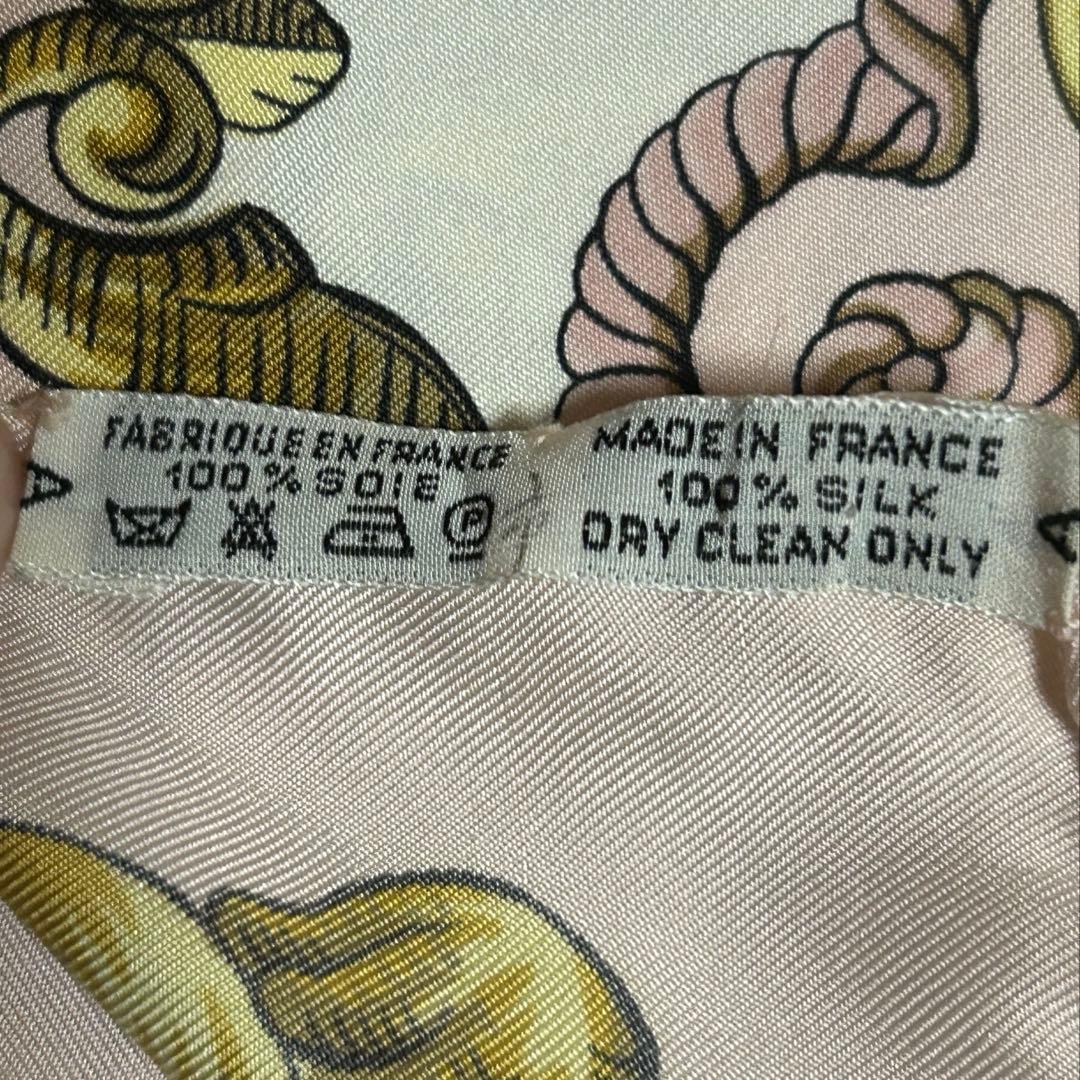 FABRIQUE EN FRANCE
100% SOIE
P
MADE IN FRANCE
100% SILK
DRY CLEAN ONLY